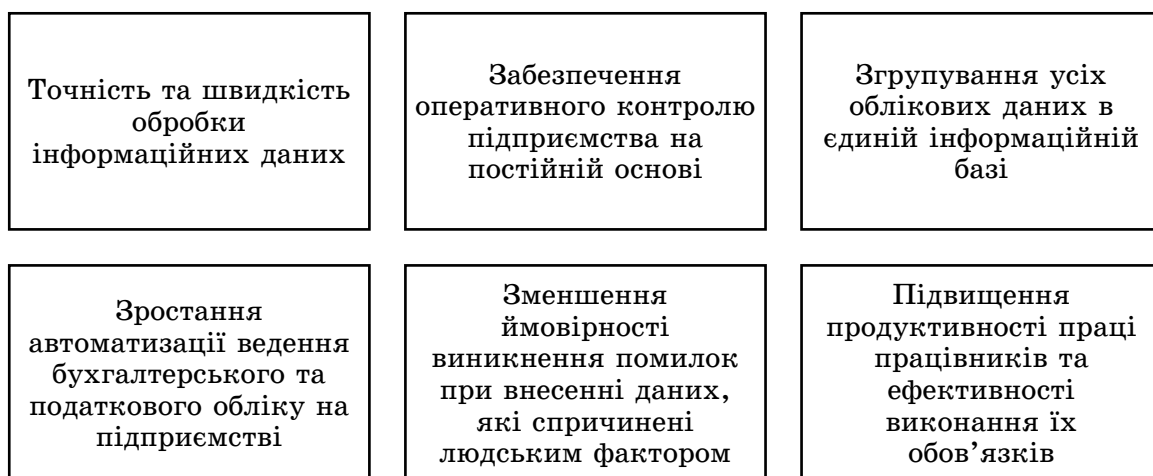 Точність та швидкість
обробки
інформаційних даних
Забезпечення
оперативного контролю
підприємства на
постійній основі
Згрупування усіх
облікових даних в
єдиній інформаційній
базі
Зростання
автоматизації ведення
бухгалтерського та
податкового обліку на
підприємстві
Зменшення
ймовірності
виникнення помилок
при внесенні даних,
які спричинені
людським фактором
Підвищення
продуктивності праці
працівників та
ефективності
виконання їх
обов’язків